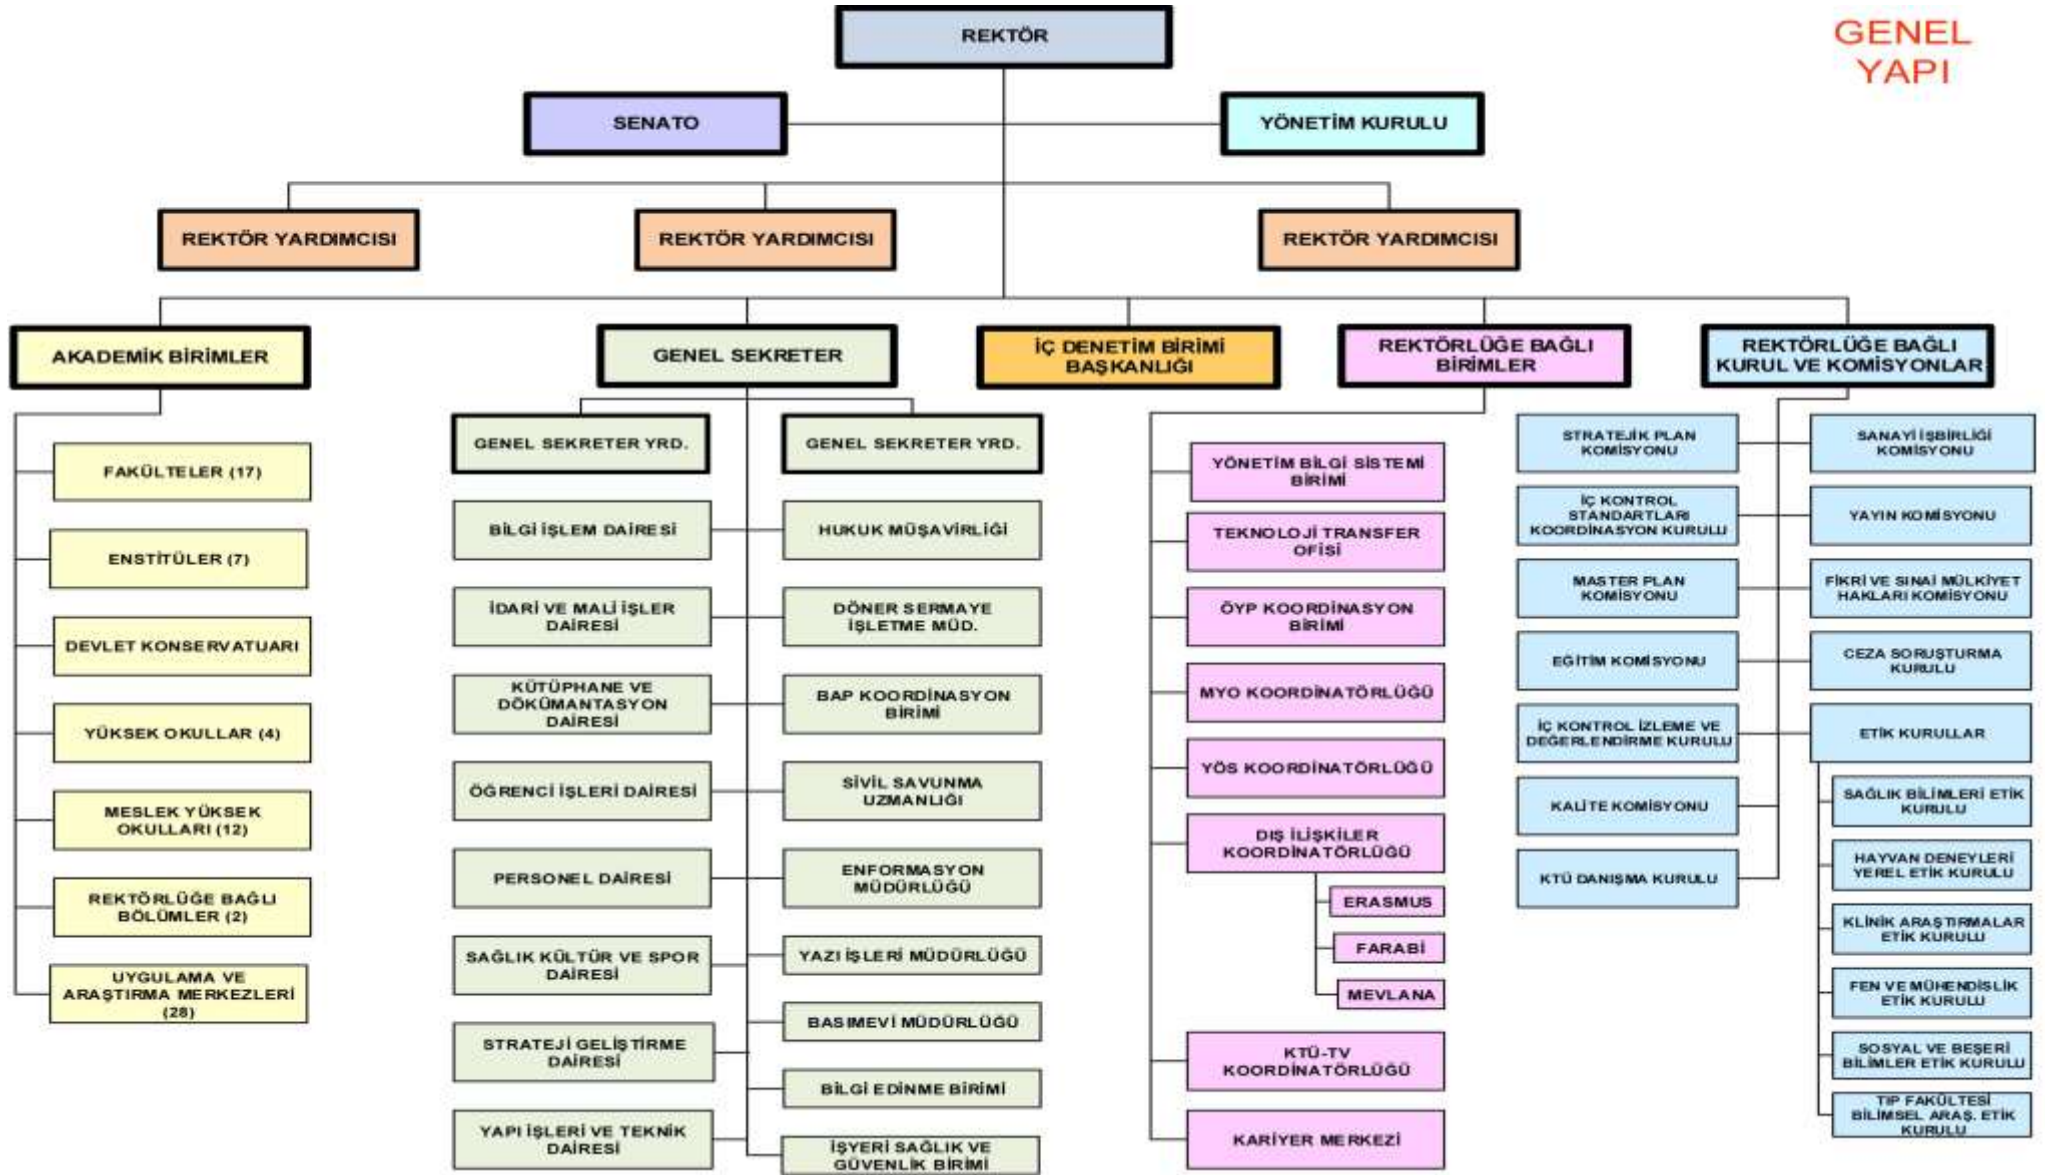 GENEL
YAPI
REKTÖR
SENATO
YÖNETİM KURULU
REKTÖR YARDIMCISI
REKTÖR YARDIMCISI
REKTÖR YARDIMCISI
AKADEMİK BİRİMLER
FAKÜLTELER (17)
ENSTİTÜLER (7)
DEVLET KONSERVATUARI
YÜKSEK OKULLAR (4)
MESLEK YÜKSEK
OKULLARI (12)
REKTÖRLÜĞE BAĞLI
BÖLÜMLER (2)
UYGULAMA VE
ARAŞTIRMA MERKEZLERİ
(28)
GENEL SEKRETER
GENEL SEKRETER YRD.
BİLGİ İŞLEM DAİRESİ
İDARİ VE MALİ İŞLER
DAİRESİ
KÜTÜPHANE VE
DÖKÜMANTASYON
DAİRESİ
ÖĞRENCİ İŞLERİ DAİRESİ
PERSONEL DAİRESİ
SAĞLIK KÜLTÜR VE SPOR
DAİRESİ
STRATEJİ GELİŞTİRME
DAİRESİ
YAPI İŞLERİ VE TEKNİK
DAİRESİ
GENEL SEKRETER YRD.
HUKUK MÜŞAVİRLİĞİ
DÖNER SERMAYE
İŞLETME MÜD.
BAP KOORDİNASYON
BİRİMİ
SİVİL SAVUNMA
UZMANLIĞI
ENFORMASYON
MÜDÜRLÜĞÜ
YAZI İŞLERİ MÜDÜRLÜĞÜ
BASIMEVİ MÜDÜRLÜĞÜ
BİLGİ EDİNME BİRİMİ
İŞYERİ SAĞLIK VE
GÜVENLİK BİRİMİ
İÇ DENETİM BİRİMİ
BAŞKANLIĞI
REKTÖRLÜĞE BAĞLI
BİRİMLER
YÖNETİM BİLGİ SİSTEMİ
BİRİMİ
TEKNOLOJİ TRANSFER
OFİSİ
ÖYP KOORDİNASYON
BİRİMİ
MYO KOORDİNATÖRLÜĞÜ
YÖS KOORDİNATÖRLÜĞÜ
DIŞ İLİŞKİLER
KOORDİNATÖRLÜĞÜ
ERASMUS
FARABİ
MEVLANA
KTÜ-TV
KOORDİNATÖRLÜĞÜ
KARİYER MERKEZİ
REKTÖRLÜĞE BAĞLI
KURUL VE KOMİSYONLAR
STRATEJİK PLAN
KOMİSYONU
İÇ KONTROL
STANDARTLARI
KOORDİNASYON KURULU
MASTER PLAN
KOMİSYONU
EĞİTİM KOMİSYONU
İÇ KONTROL İZLEME VE
DEĞERLENDİRME KURULU
KALİTE KOMİSYONU
KTÜ DANIŞMA KURULU
SANAYİ İŞBİRLİĞİ
KOMİSYONU
YAYIN KOMİSYONU
FİKRİ VE SINAİ MÜLKİYET
HAKLARI KOMİSYONU
CEZA SORUŞTURMA
KURULU
ETİK KURULLAR
SAĞLIK BİLİMLERİ ETİK
KURULU
HAYVAN DENEYLERİ
YEREL ETİK KURULU
KLİNİK ARAŞTIRMALAR
ETİK KURULU
FEN VE MÜHENDİSLİK
ETİK KURULU
SOSYAL VE BEŞERİ
BİLİMLER ETİK KURULU
TIP FAKÜLTESİ
BİLİMSEL ARAŞ. ETİK
KURULU